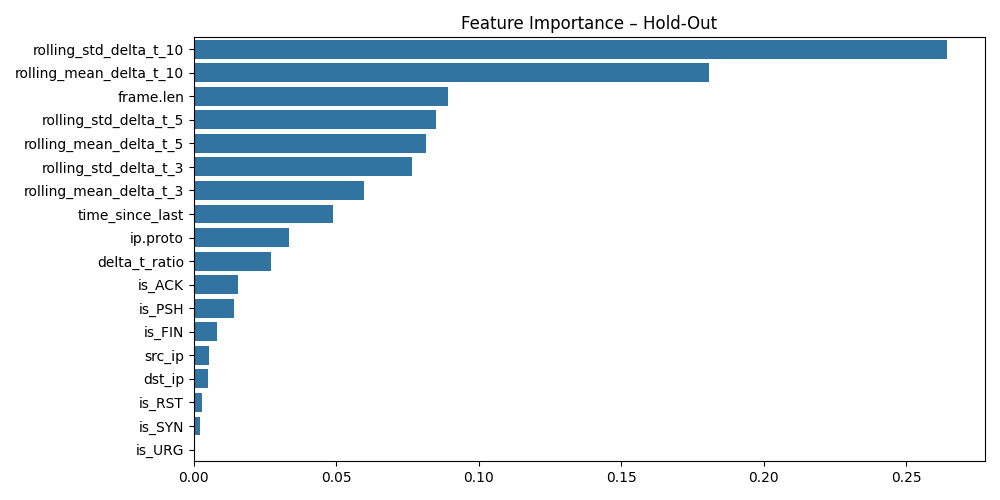 Feature Importance – Hold-Out
rolling_std_delta_t_10
rolling_mean_delta_t_10
frame.len
rolling_std_delta_t_5
rolling_mean_delta_t_5
rolling_std_delta_t_3
rolling_mean_delta_t_3
time_since_last
ip.proto
delta_t_ratio
is_ACK
is_PSH
is_FIN
src_ip
dst_ip
is_RST
is_SYN
is_URG
0.00 0.05 0.10 0.15 0.20 0.25